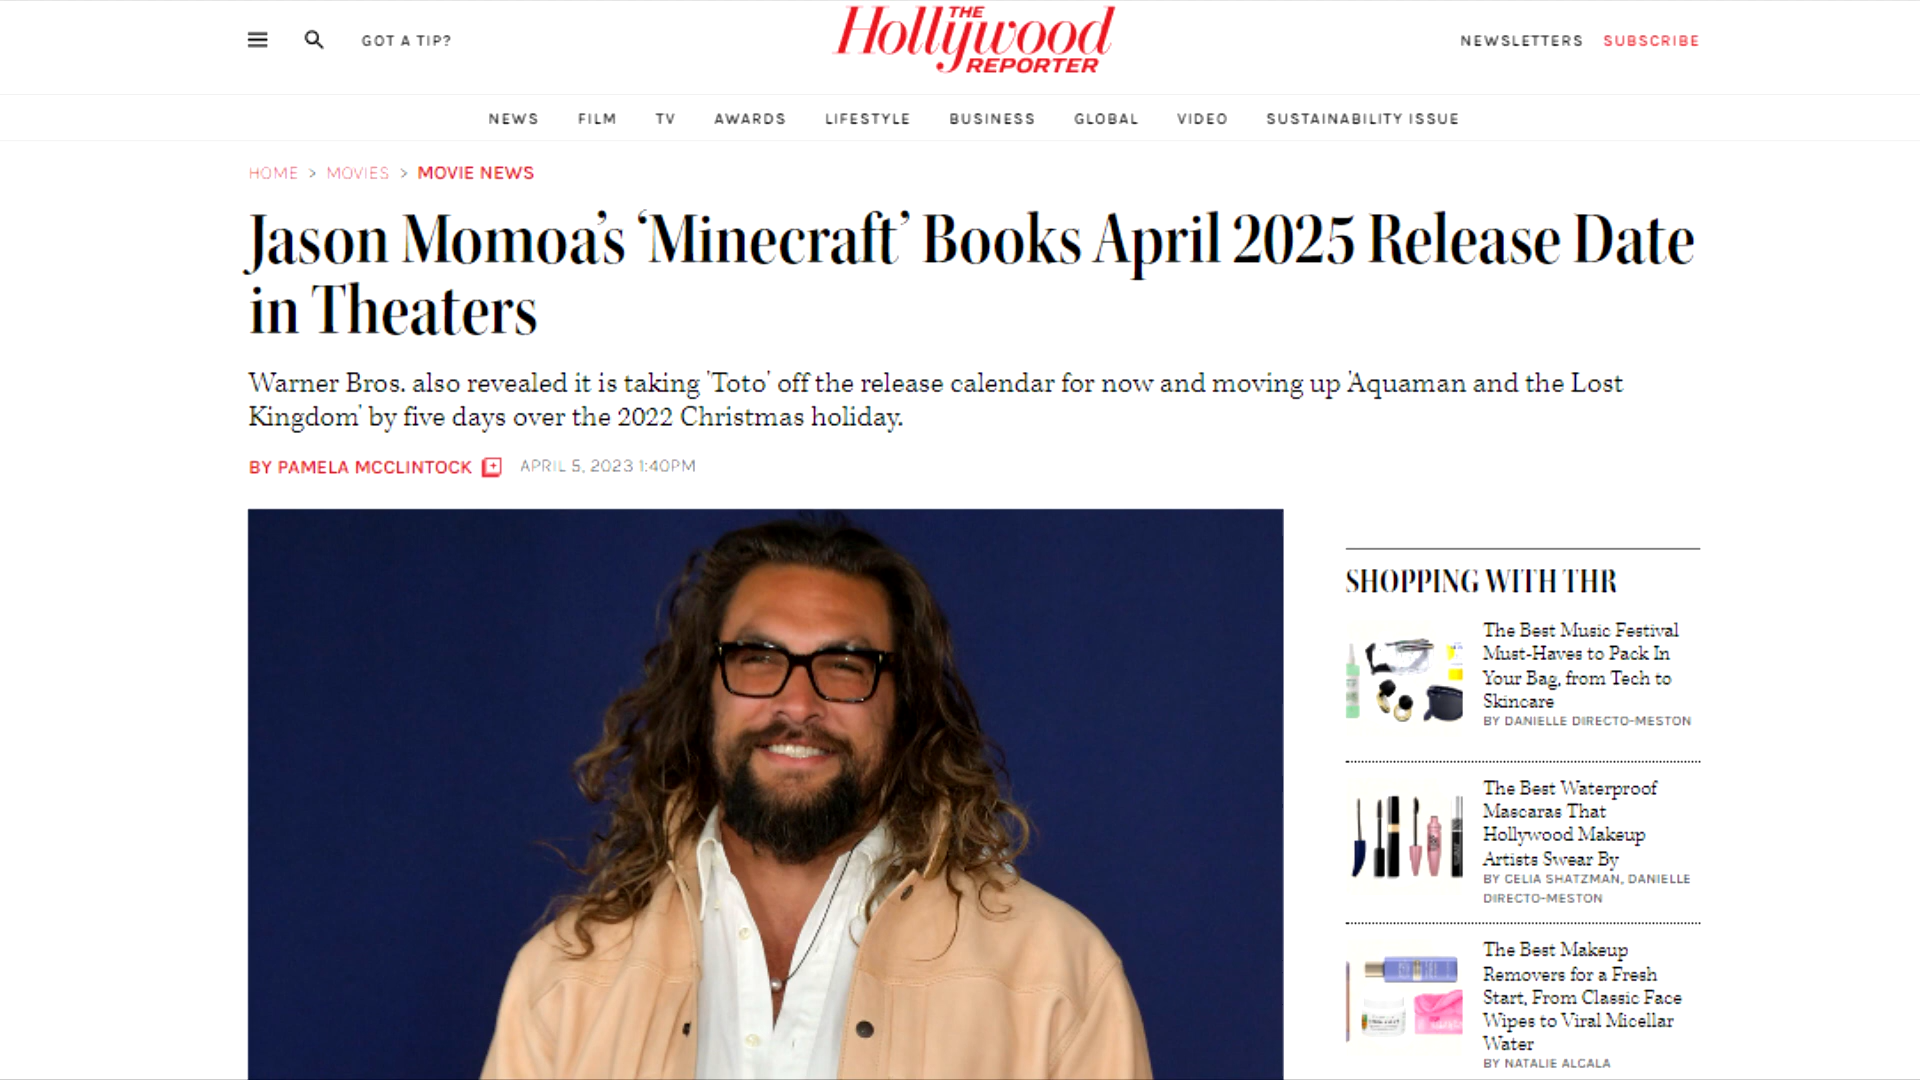 GOT A TIP?
THE
Hollywood
REPORTER
NEWSLETTERS
SUBSCRIBE
NEWS FILM TV AWARDS LIFESTYLE BUSINESS GLOBAL VIDEO SUSTAINABILITY ISSUE
HOME > MOVIES > MOVIE NEWS
Jason Momoa's ‘Minecraft’ Books April 2025 Release Date
in Theaters
Warner Bros. also revealed it is taking 'Toto' off the release calendar for now and moving up 'Aquaman and the Lost
Kingdom' by five days over the 2022 Christmas holiday.
BY PAMELA MCCLINTOCK APRIL 5, 2023 1:40PM
SHOPPING WITH THR
The Best Music Festival
Must-Haves to Pack In
Your Bag, from Tech to
Skincare
BY DANIELLE DIRECTO-MESTON
The Best Waterproof
Mascaras That
Hollywood Makeup
Artists Swear By
BY CELIA SHATZMAN, DANIELLE
DIRECTO-MESTON
The Best Makeup
Removers for a Fresh
Start, From Classic Face
Wipes to Viral Micellar
Water
BY NATALIE ALCALA